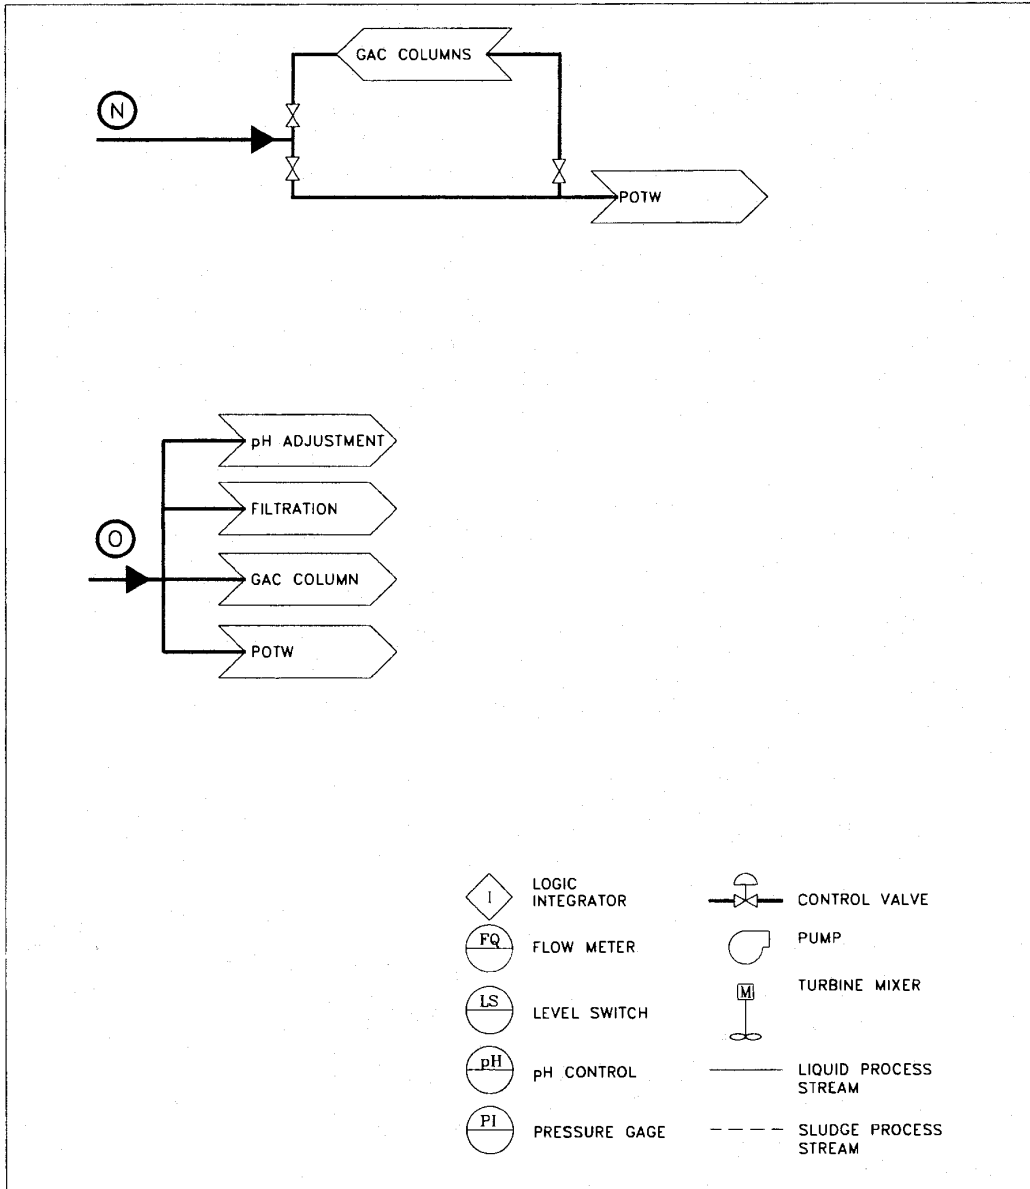 GAC COLUMNS
N
POTW
pH ADJUSTMENT
FILTRATION
O
GAC COLUMN
POTW
I
LOGIC
INTEGRATOR
FQ
FLOW METER
LS
LEVEL SWITCH
pH
pH CONTROL
PI
PRESSURE GAGE
CONTROL VALVE
PUMP
M
TURBINE MIXER
LIQUID PROCESS
STREAM
SLUDGE PROCESS
STREAM